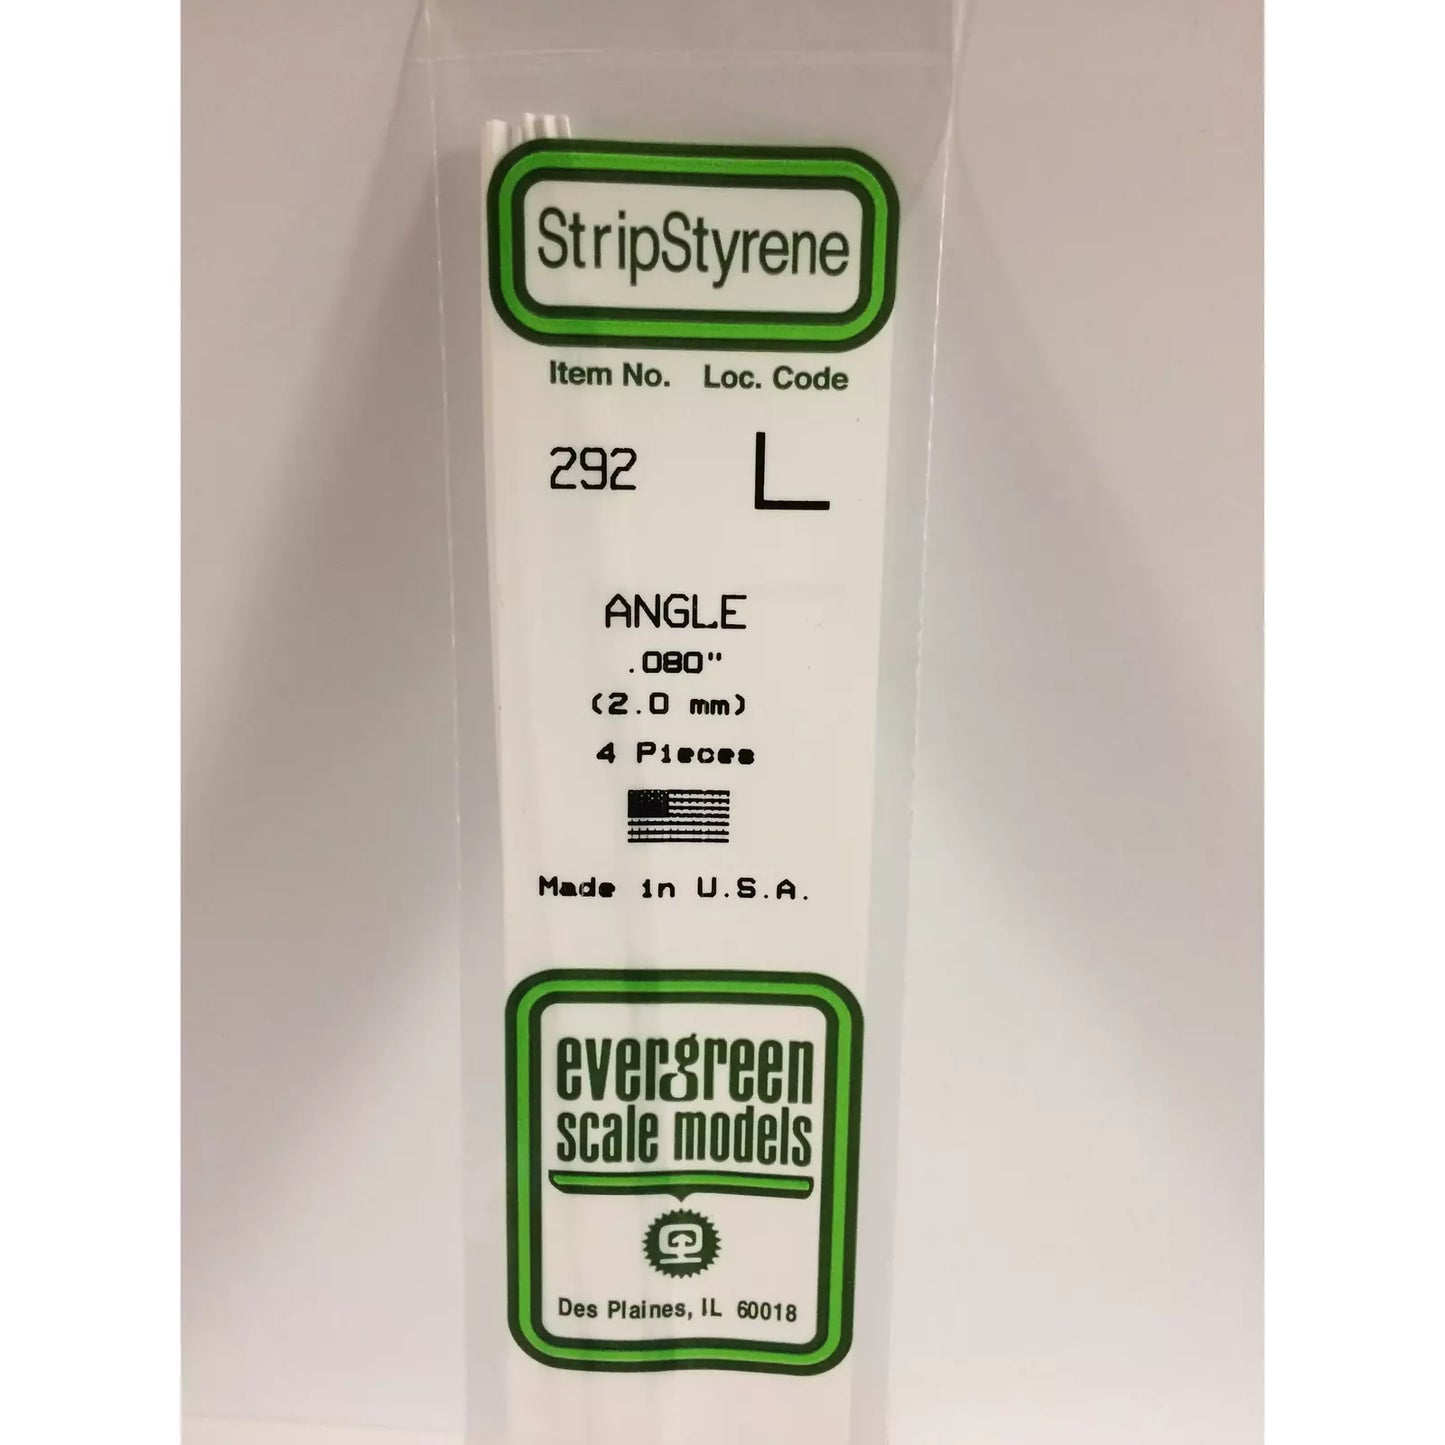 StripStyrene
Item No. Loc. Code
292 L
ANGLE
.080"
(2.0 mm)
4 Pieces
Made in U.S.A.
evergreen
scale models
Des Plaines, IL 60018